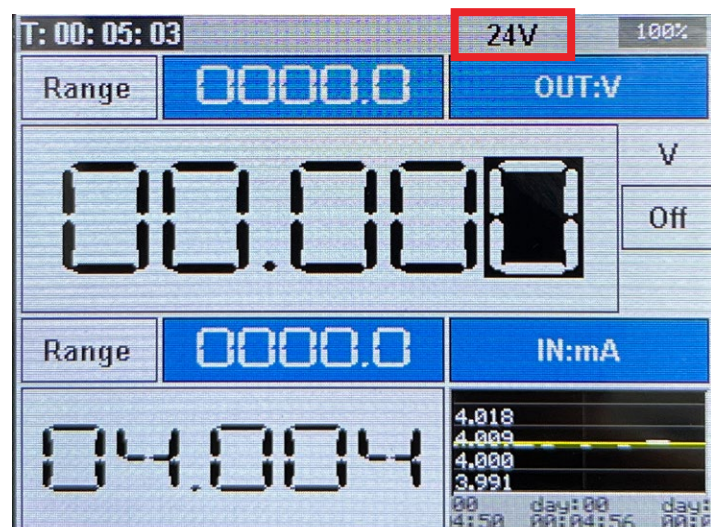 T: 00: 05: 03 24V 100%
Range 0000.0 OUT:V
00.000 V
Off
Range 0000.0 IN:mA
04.004
4.018
4.009
4.000
3.991
00 day:00 day:
4:50 00:04:56